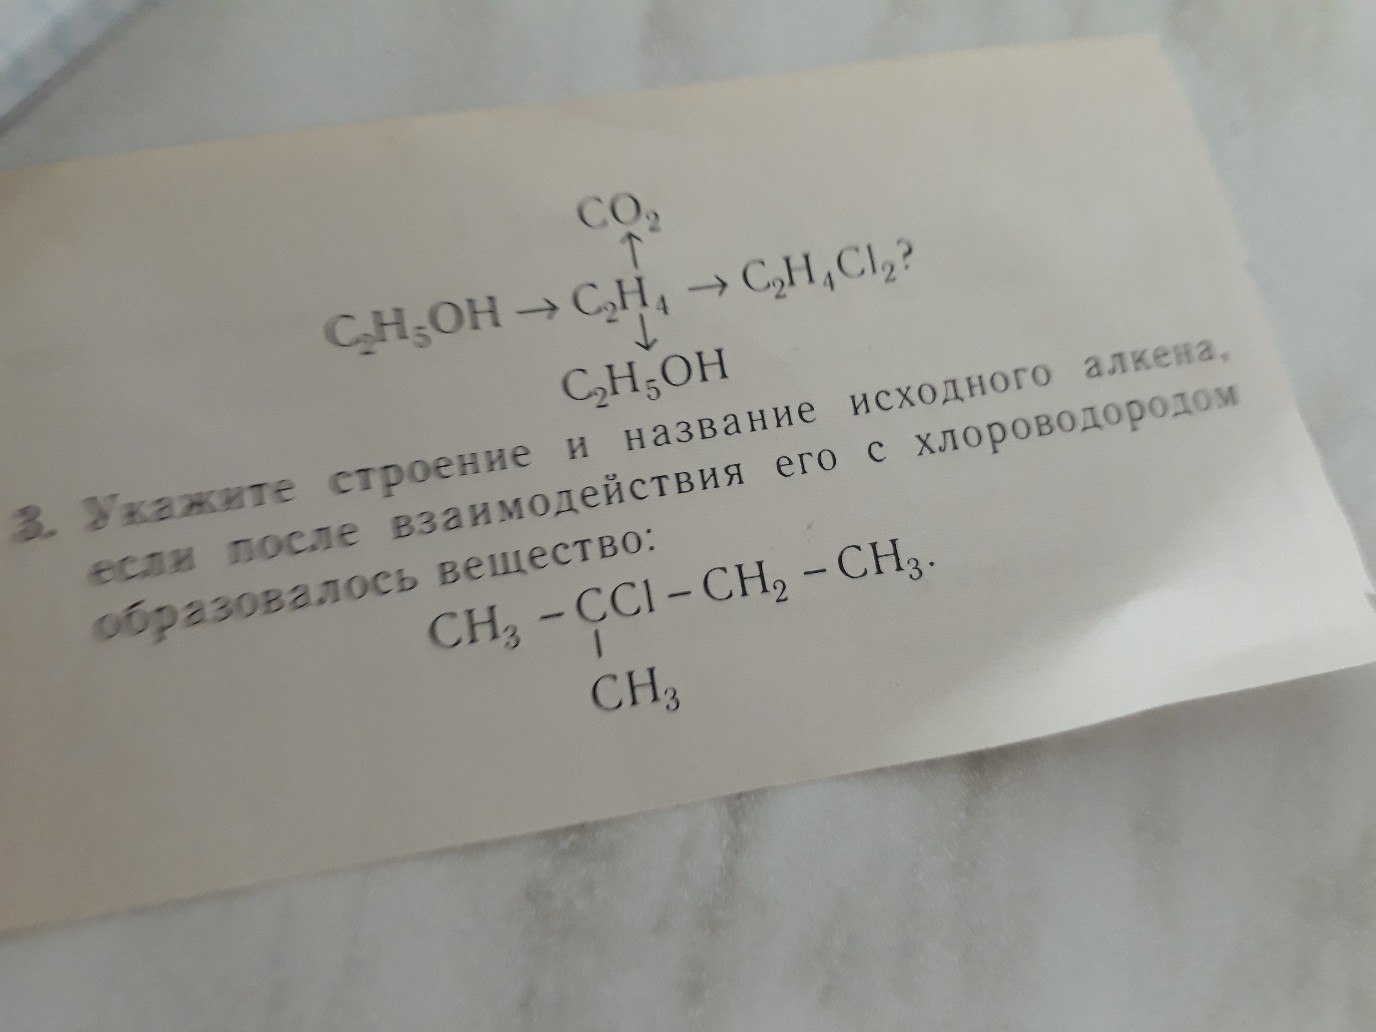 CO₂
↑
C₂H₅OH → C₂H₄ → C₂H₄Cl₂?
↓
C₂H₅OH
3. Укажите строение и название исходного алкена,
если после взаимодействия его с хлороводородом
образовалось вещество:
CH₃ – CCl – CH₂ – CH₃.
|
CH₃